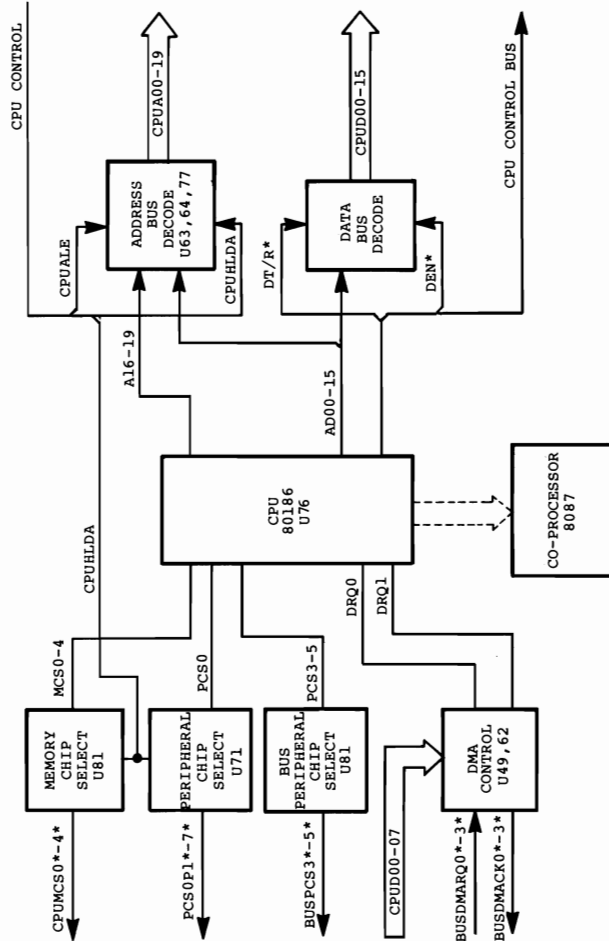 CPU CONTROL
CPUALE
ADDRESS
BUS
DECODE
U63,64,77
CPUA00-19
CPUHLDA
A16-19
DT/R*
DATA
BUS
DECODE
CPUD00-15
DEN*
AD00-15
CPU CONTROL BUS
CPUHLDA
CPU
80186
U76
CO-PROCESSOR
8087
MCS0-4
MEMORY
CHIP
SELECT
U81
CPUMCS0*-4*
PCS0
PERIPHERAL
CHIP
SELECT
U71
PCS0P1*-7*
PCS3-5
BUS
PERIPHERAL
CHIP
SELECT
U81
BUSPCS3*-5*
DRQ0
DRQ1
CPUD00-07
DMA
CONTROL
U49,62
BUSDMARQ0*-3*
BUSDMACK0*-3*